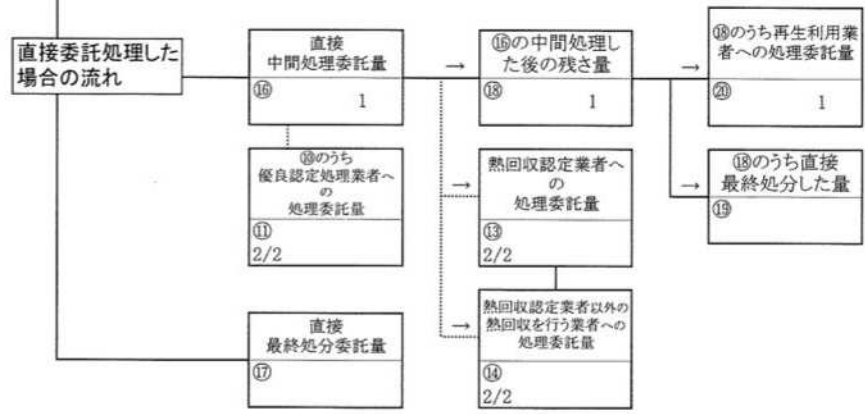 直接委託処理した
場合の流れ
直接
中間処理委託量
⑯
1
→
⑯の中間処理し
た後の残さ量
⑱
1
→
⑱のうち再生利用業
者への処理委託量
⑳
1
⑩のうち
優良認定処理業者へ
の
処理委託量
⑪
2/2
→
熱回収認定業者へ
の
処理委託量
⑬
2/2
→
⑱のうち直接
最終処分した量
⑲
直接
最終処分委託量
⑰
→
熱回収認定業者以外の
熱回収を行う業者への
処理委託量
⑭
2/2